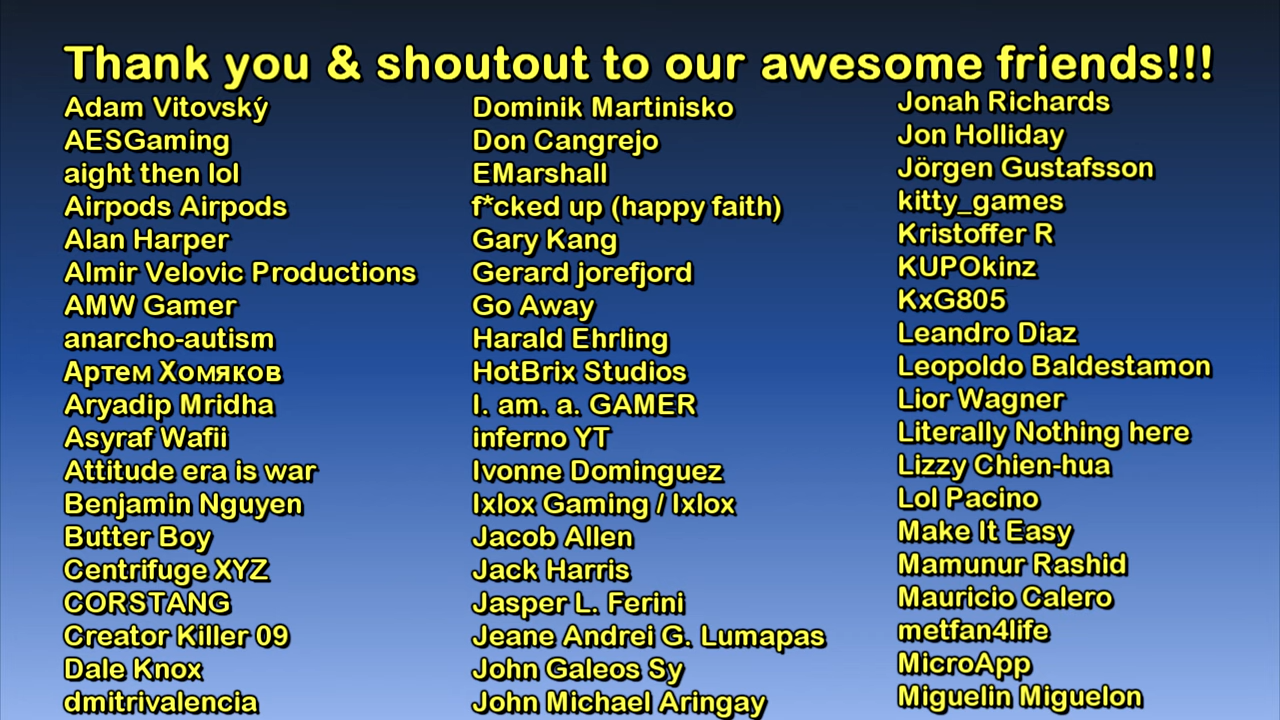 Thank you & shoutout to our awesome friends!!!
Adam Vitovský
AESGaming
aight then lol
Airpods Airpods
Alan Harper
Almir Velovic Productions
AMW Gamer
anarcho-autism
Артем Хомяков
Aryadip Mridha
Asyraf Wafii
Attitude era is war
Benjamin Nguyen
Butter Boy
Centrifuge XYZ
CORSTANG
Creator Killer 09
Dale Knox
dmitrivalencia
Dominik Martinisko
Don Cangrejo
EMarshall
f*cked up (happy faith)
Gary Kang
Gerard jorefjord
Go Away
Harald Ehrling
HotBrix Studios
I. am. a. GAMER
inferno YT
Ivonne Dominguez
Ixlox Gaming / Ixlox
Jacob Allen
Jack Harris
Jasper L. Ferini
Jeane Andrei G. Lumapas
John Galeos Sy
John Michael Aringay
Jonah Richards
Jon Holliday
Jörgen Gustafsson
kitty_games
Kristoffer R
KUPOkinz
KxG805
Leandro Diaz
Leopoldo Baldestamon
Lior Wagner
Literally Nothing here
Lizzy Chien-hua
Lol Pacino
Make It Easy
Mamunur Rashid
Mauricio Calero
metfan4life
MicroApp
Miguelin Miguelon